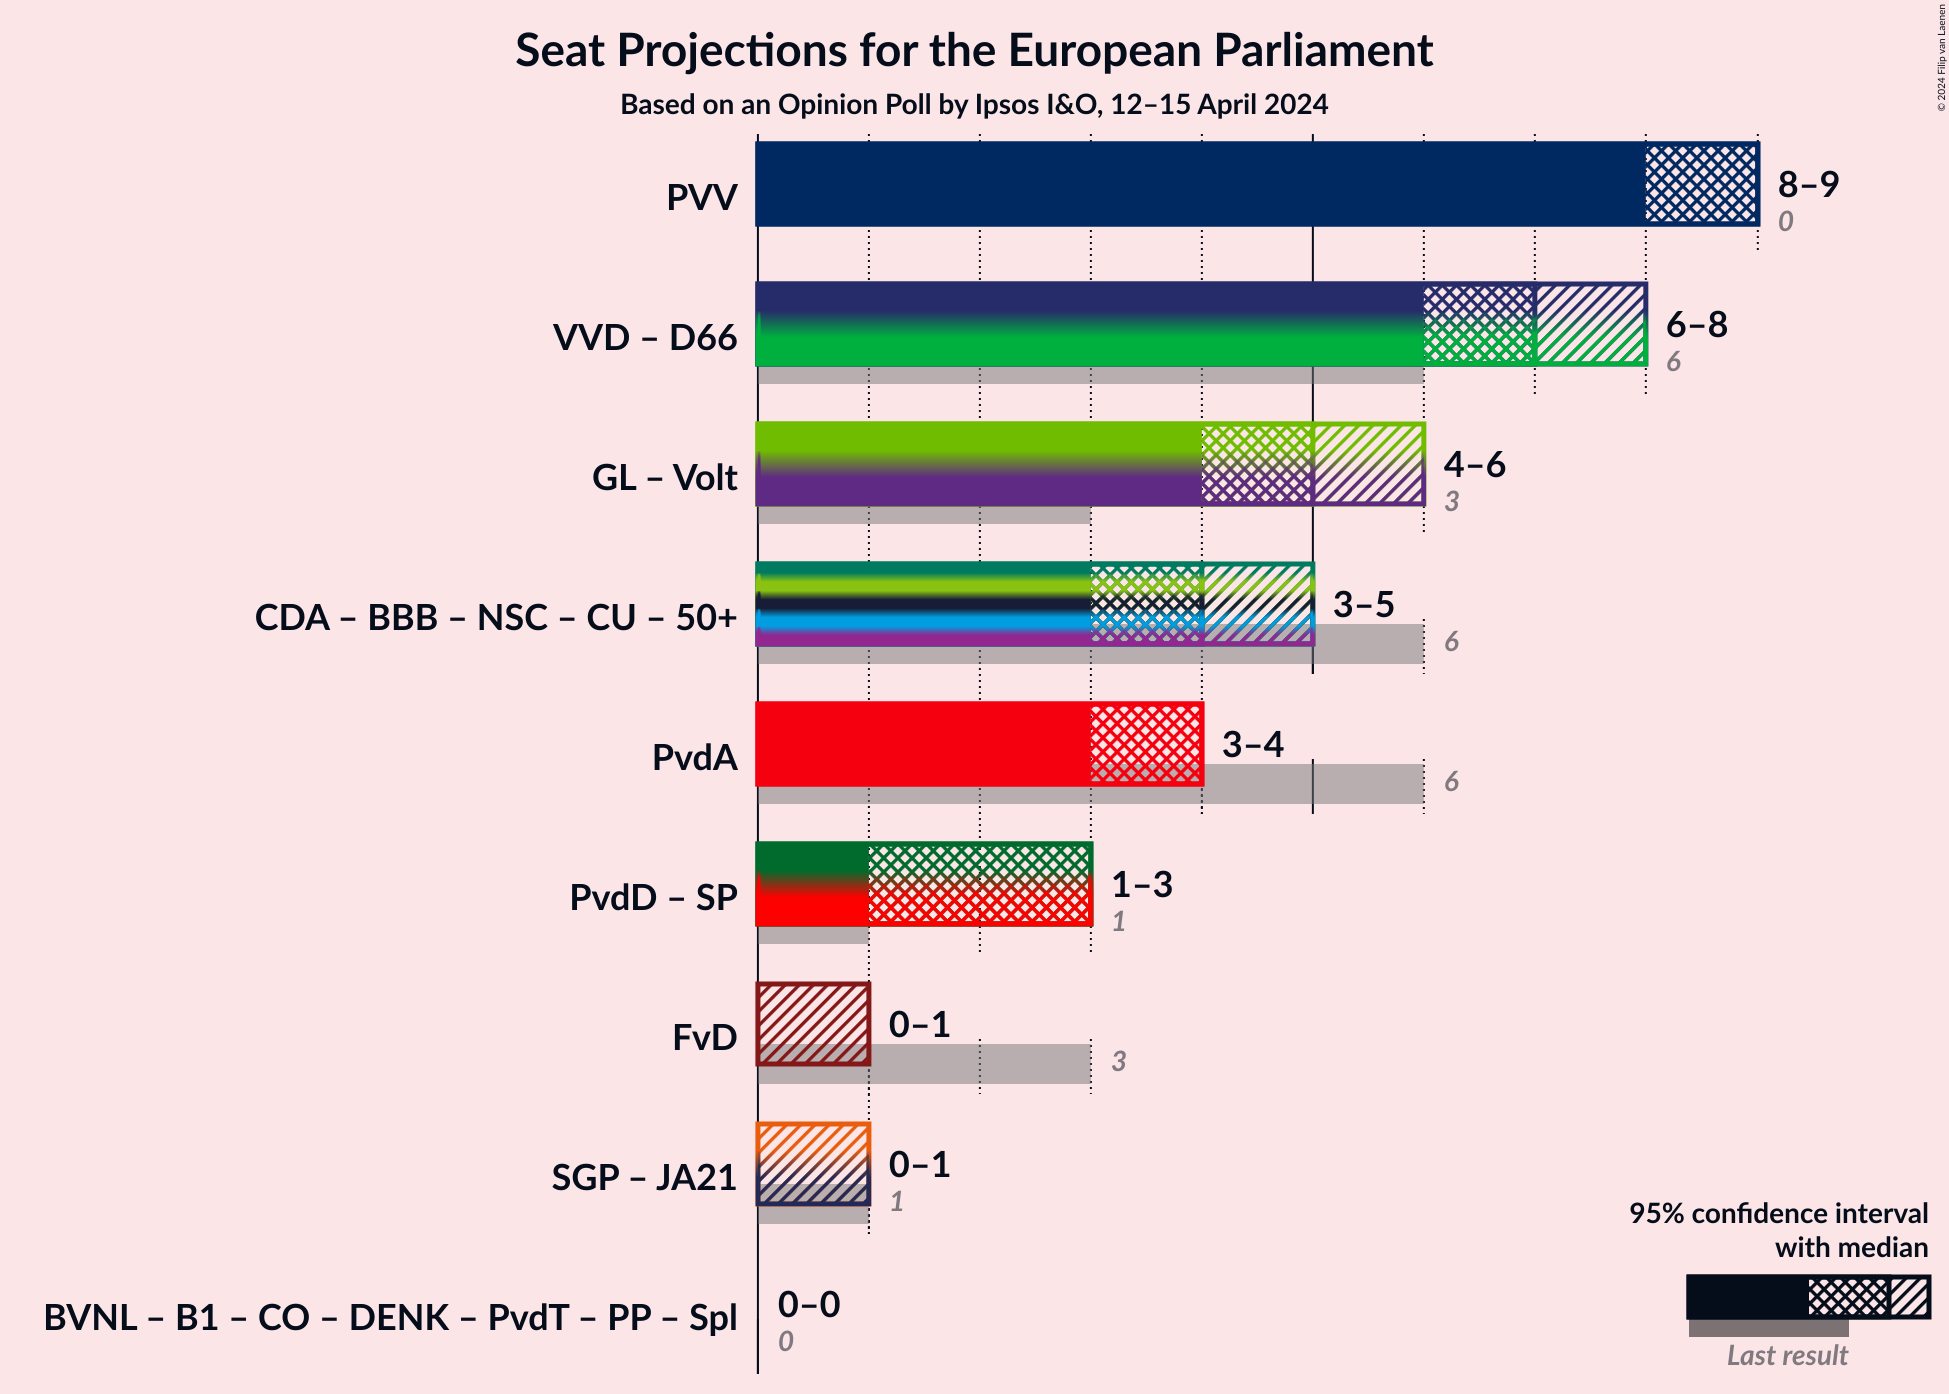 Seat Projections for the European Parliament
Based on an Opinion Poll by Ipsos I&O, 12–15 April 2024
© 2024 Filip van Laenen
PVV
8–9
0
VVD – D66
6–8
6
GL – Volt
4–6
3
CDA – BBB – NSC – CU – 50+
3–5
6
PvdA
3–4
6
PvdD – SP
1–3
1
FvD
0–1
3
SGP – JA21
0–1
1
BVNL – B1 – CO – DENK – PvdT – PP – Spl
0–0
0
95% confidence interval
with median
Last result